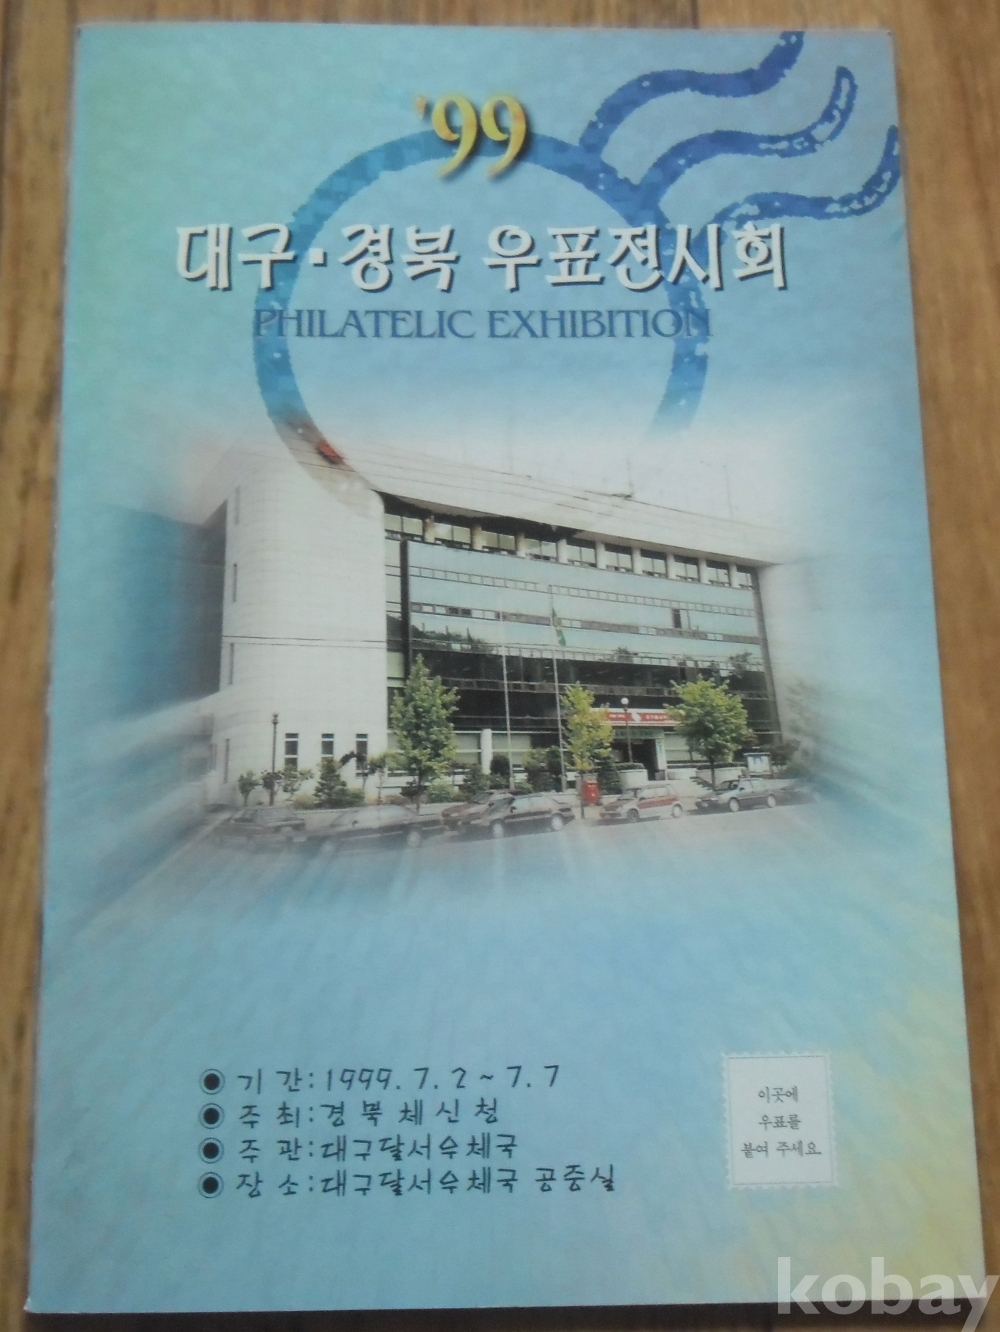 '99
대구·경북 우표전시회
PHILATELIC EXHIBITION
◉ 기 간 : 1999. 7. 2 ~ 7. 7
◉ 주 최 : 경 북 체 신 청
◉ 주 관 : 대구달서우체국
◉ 장 소 : 대구달서우체국 공중실
이곳에
우표를
붙여 주세요.
kobay